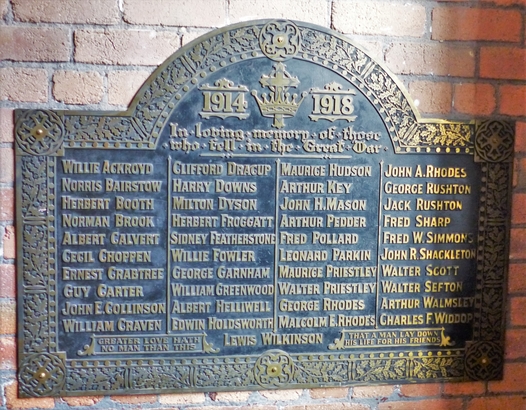 1914 1918
In loving memory of those
who fell in the Great War
WILLIE ACKROYD
NORRIS BAIRSTOW
HERBERT BOOTH
NORMAN BROOK
ALBERT CALVERT
CECIL CHOPPEN
ERNEST CRABTREE
GUY CARTER
JOHN E. COLLINSON
WILLIAM CRAVEN
CLIFFORD DRACUP
HARRY DOWNS
MILTON DYSON
HERBERT FROGGATT
SIDNEY FEATHERSTONE
WILLIE FOWLER
GEORGE GARNHAM
WILLIAM GREENWOOD
ALBERT HELLIWELL
EDWIN HOLDSWORTH
MAURICE HUDSON
ARTHUR KEY
JOHN H. MASON
ARTHUR PEDDER
FRED POLLARD
LEONARD PARKIN
MAURICE PRIESTLEY
WALTER PRIESTLEY
GEORGE RHODES
MALCOLM E. RHODES
JOHN A. RHODES
GEORGE RUSHTON
JACK RUSHTON
FRED SHARP
FRED W. SIMMONS
JOHN R. SHACKLETON
WALTER SCOTT
WALTER SEFTON
ARTHUR WALMSLEY
CHARLES F. WIDDOP
LEWIS WILKINSON
GREATER LOVE HATH
NO MAN THAN THIS
THAT A MAN LAY DOWN
HIS LIFE FOR HIS FRIENDS